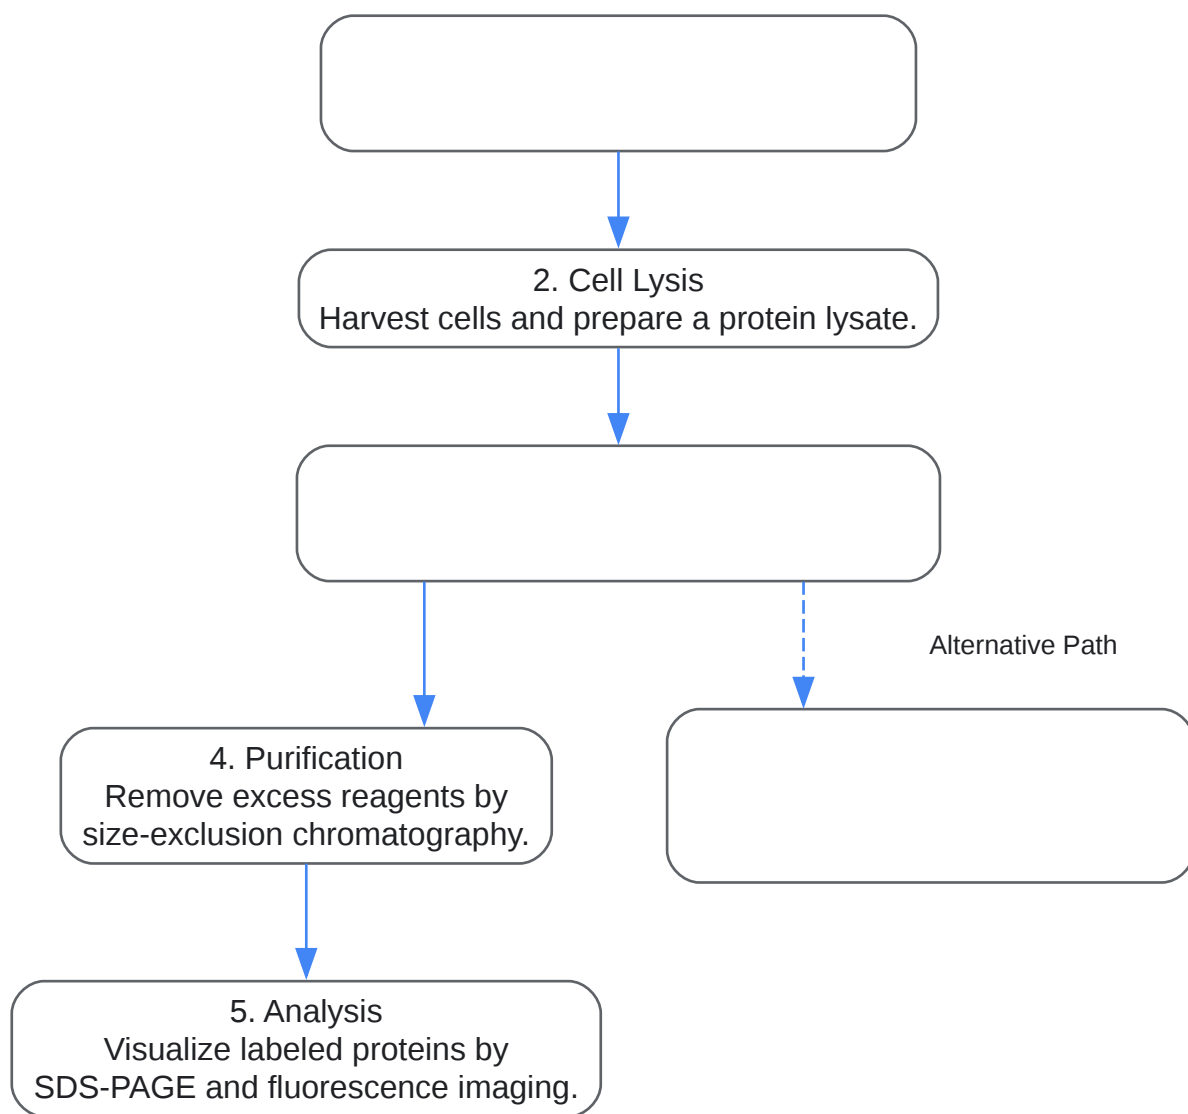 2. Cell Lysis
Harvest cells and prepare a protein lysate.
Alternative Path
4. Purification
Remove excess reagents by
size-exclusion chromatography.
5. Analysis
Visualize labeled proteins by
SDS-PAGE and fluorescence imaging.